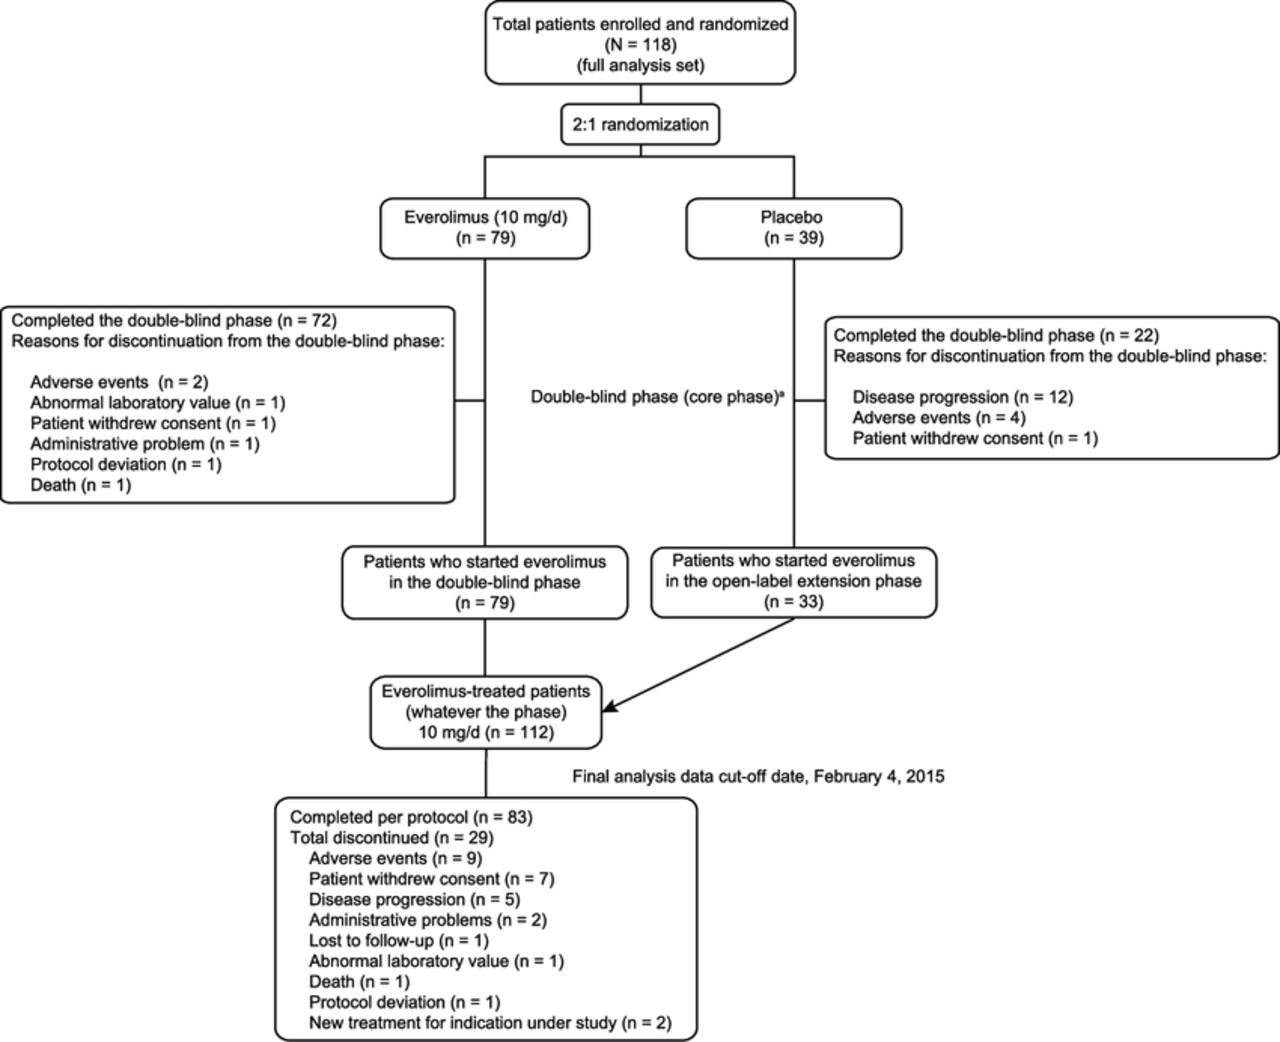 Total patients enrolled and randomized
(N = 118)
(full analysis set)
2:1 randomization
Everolimus (10 mg/d)
(n = 79)
Placebo
(n = 39)
Completed the double-blind phase (n = 72)
Reasons for discontinuation from the double-blind phase:
Adverse events (n = 2)
Abnormal laboratory value (n = 1)
Patient withdrew consent (n = 1)
Administrative problem (n = 1)
Protocol deviation (n = 1)
Death (n = 1)
Double-blind phase (core phase)ª
Completed the double-blind phase (n = 22)
Reasons for discontinuation from the double-blind phase:
Disease progression (n = 12)
Adverse events (n = 4)
Patient withdrew consent (n = 1)
Patients who started everolimus
in the double-blind phase
(n = 79)
Patients who started everolimus
in the open-label extension phase
(n = 33)
Everolimus-treated patients
(whatever the phase)
10 mg/d (n = 112)
Final analysis data cut-off date, February 4, 2015
Completed per protocol (n = 83)
Total discontinued (n = 29)
Adverse events (n = 9)
Patient withdrew consent (n = 7)
Disease progression (n = 5)
Administrative problems (n = 2)
Lost to follow-up (n = 1)
Abnormal laboratory value (n = 1)
Death (n = 1)
Protocol deviation (n = 1)
New treatment for indication under study (n = 2)